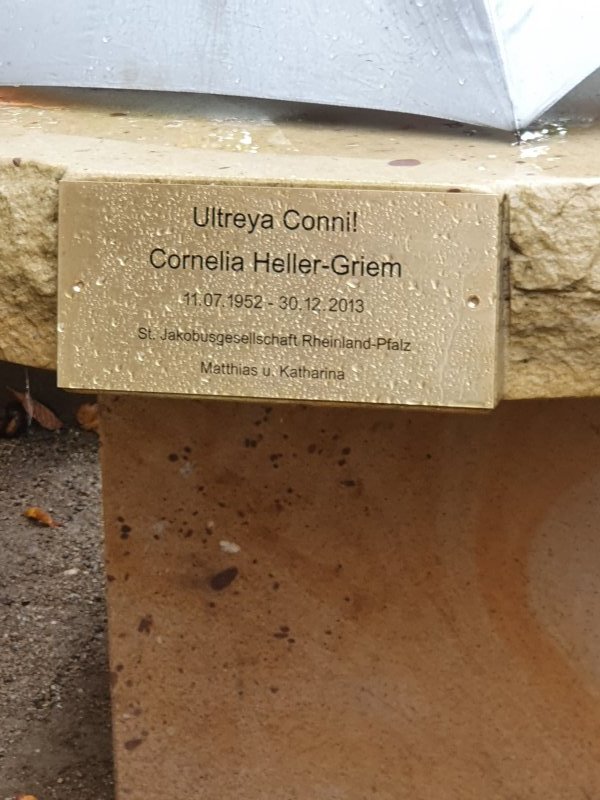 Ultreya Conni!
Cornelia Heller-Griem
11.07.1952 - 30.12.2013
St. Jakobusgesellschaft Rheinland-Pfalz
Matthias u. Katharina